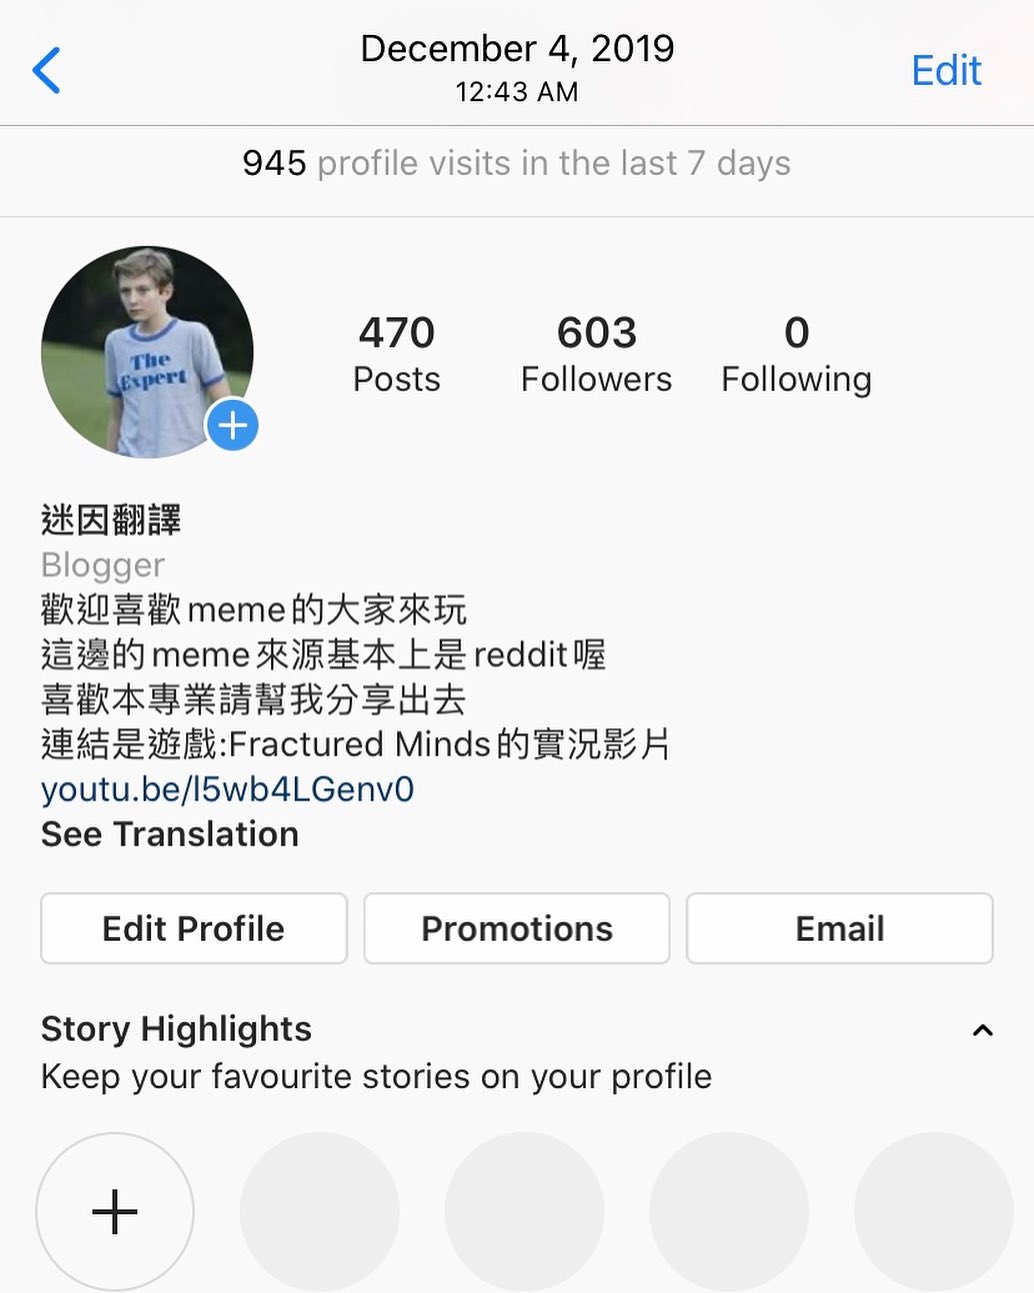 December 4, 2019
12:43 AM
Edit
945 profile visits in the last 7 days
The
Expert
470
Posts
603
Followers
0
Following
迷因翻譯
Blogger
歡迎喜歡meme的大家來玩
這邊的meme來源基本上是reddit喔
喜歡本專業請幫我分享出去
連結是遊戲:Fractured Minds的實況影片
youtu.be/l5wb4LGenv0
See Translation
Edit Profile
Promotions
Email
Story Highlights
Keep your favourite stories on your profile